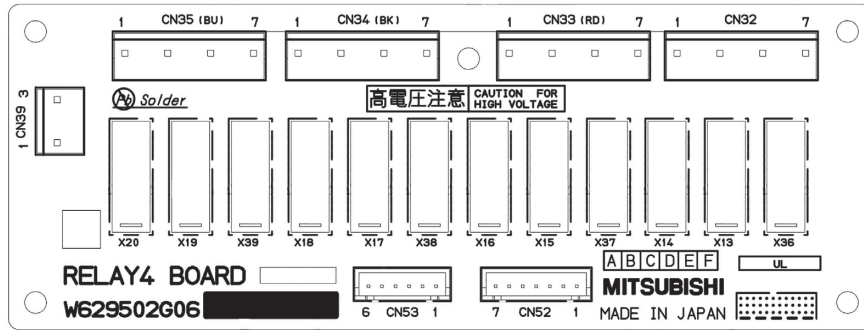 1 CN35 (BU) 7
1 CN34 (BK) 7
1 CN33 (RD) 7
1 CN32 7
1 CN39 3
Pb Solder
高電圧注意
CAUTION FOR
HIGH VOLTAGE
X20 X19 X39 X18 X17 X38 X16 X15 X37 X14 X13 X36
RELAY4 BOARD
W629502G06
6 CN53 1
7 CN52 1
A B C D E F
MITSUBISHI
MADE IN JAPAN
UL